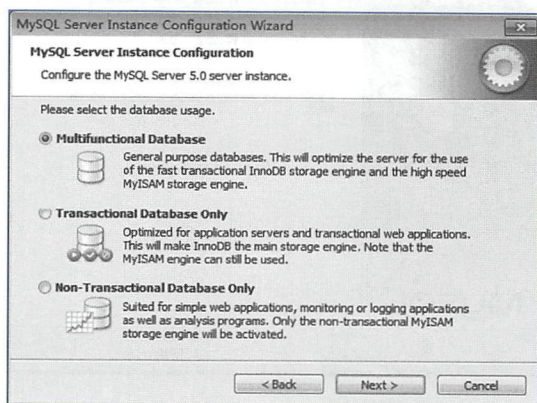 MySQL Server Instance Configuration Wizard
MySQL Server Instance Configuration
Configure the MySQL Server 5.0 server instance.
Please select the database usage.
Multifunctional Database
General purpose databases. This will optimize the server for the use
of the fast transactional InnoDB storage engine and the high speed
MyISAM storage engine.
Transactional Database Only
Optimized for application servers and transactional web applications.
This will make InnoDB the main storage engine. Note that the
MyISAM engine can still be used.
Non-Transactional Database Only
Suited for simple web applications, monitoring or logging applications
as well as analysis programs. Only the non-transactional MyISAM
storage engine will be activated.
< Back Next > Cancel